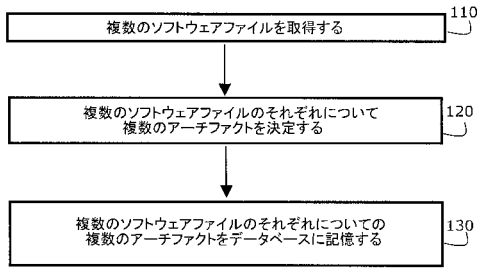 110
複数のソフトウェアファイルを取得する
120
複数のソフトウェアファイルのそれぞれについて
複数のアーチファクトを決定する
130
複数のソフトウェアファイルのそれぞれについての
複数のアーチファクトをデータベースに記憶する